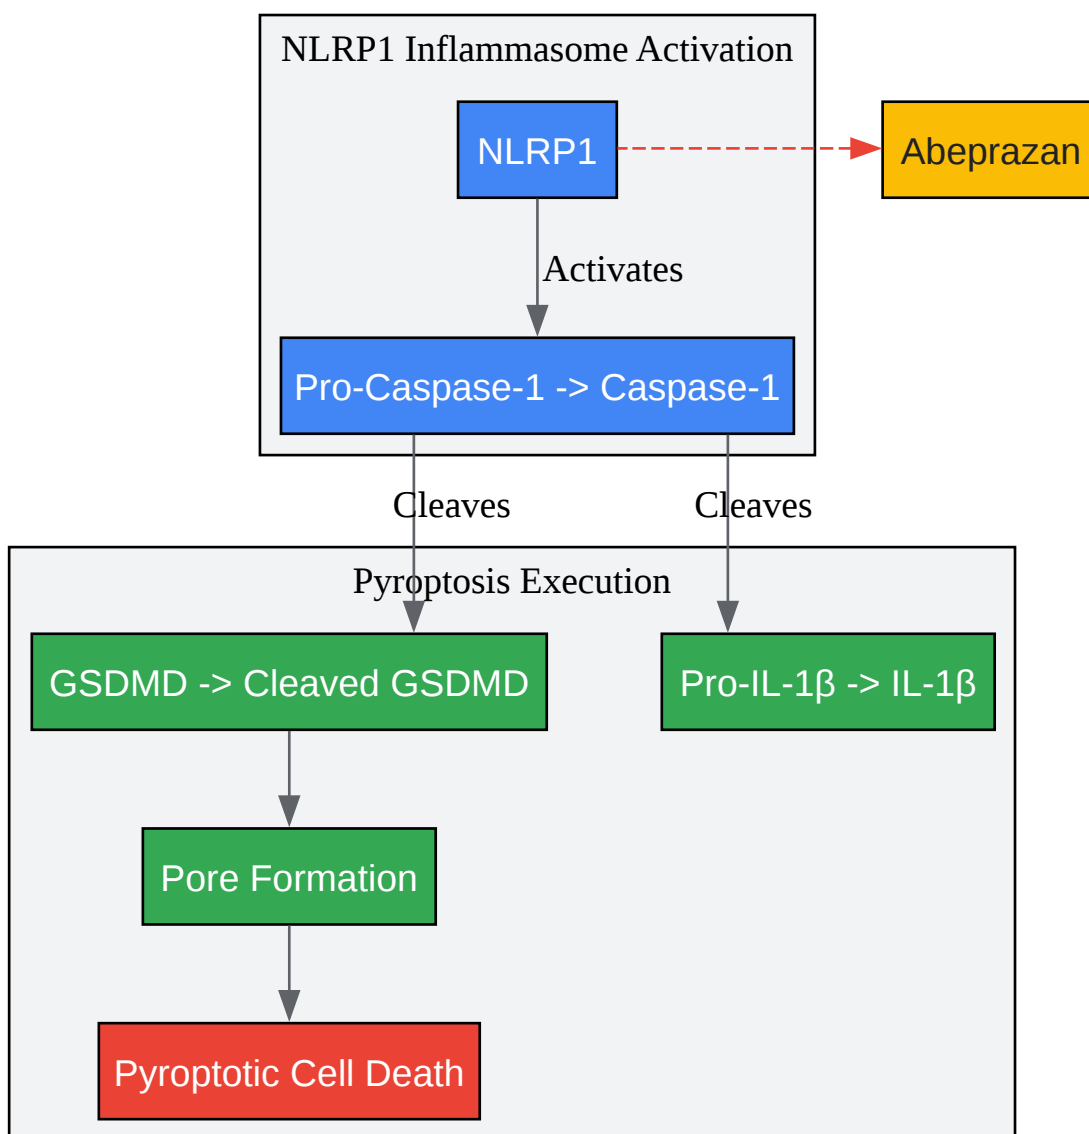 NLRP1 Inflammasome Activation
NLRP1
Abeprazan
Activates
Pro-Caspase-1 -> Caspase-1
Cleaves
Cleaves
Pyroptosis Execution
GSDMD -> Cleaved GSDMD
Pro-IL-1β -> IL-1β
Pore Formation
Pyroptotic Cell Death